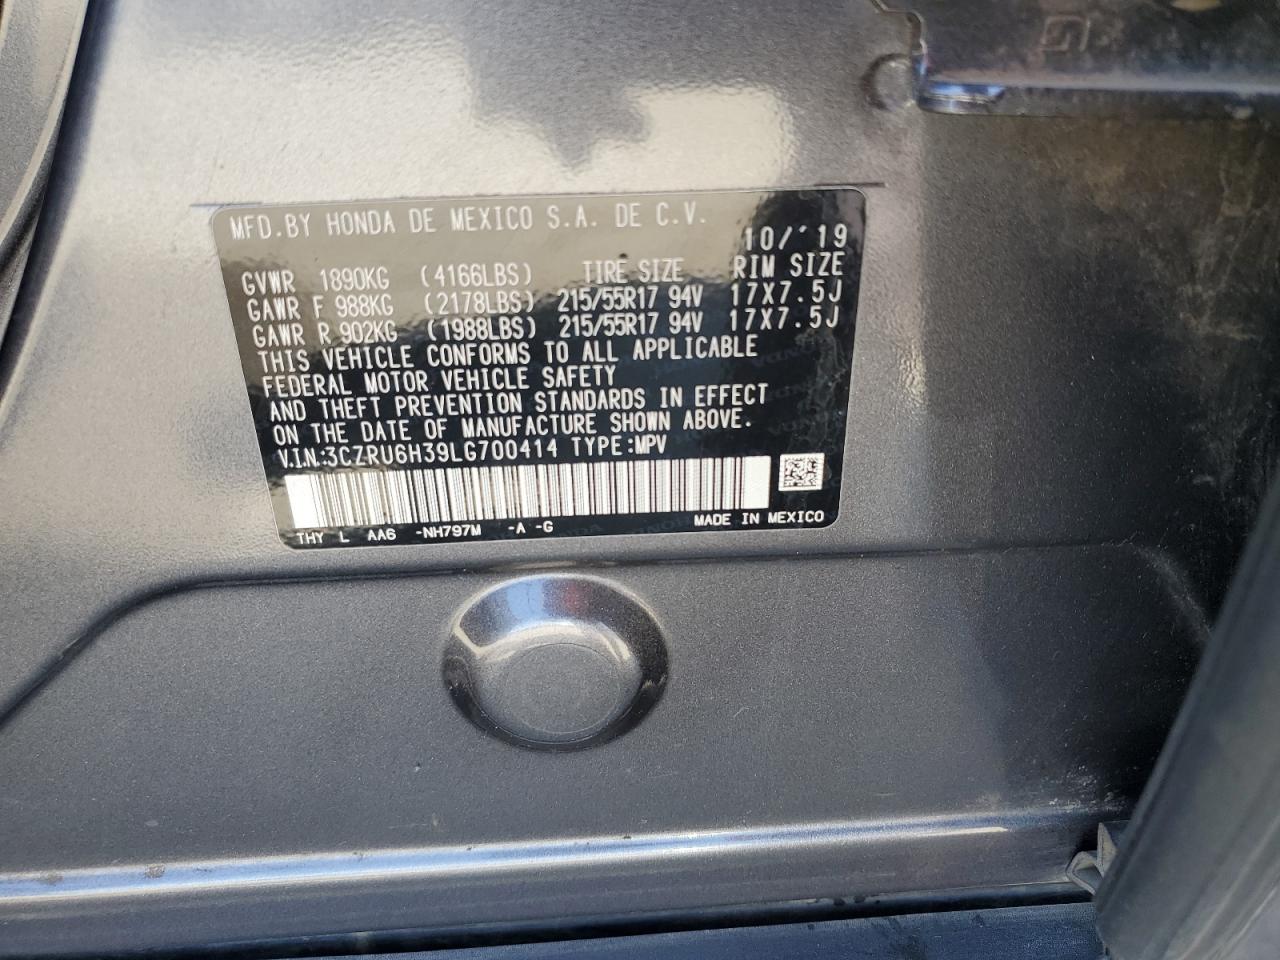 MFD.BY HONDA DE MEXICO S.A. DE C.V.
10/'19
GVWR 1890KG (4166LBS) TIRE SIZE RIM SIZE
GAWR F 988KG (2178LBS) 215/55R17 94V 17X7.5J
GAWR R 902KG (1988LBS) 215/55R17 94V 17X7.5J
THIS VEHICLE CONFORMS TO ALL APPLICABLE
FEDERAL MOTOR VEHICLE SAFETY
AND THEFT PREVENTION STANDARDS IN EFFECT
ON THE DATE OF MANUFACTURE SHOWN ABOVE.
V.I.N.:3CZRU6H39LG700414 TYPE:MPV
THY L AA6 -NH797M -A -G MADE IN MEXICO